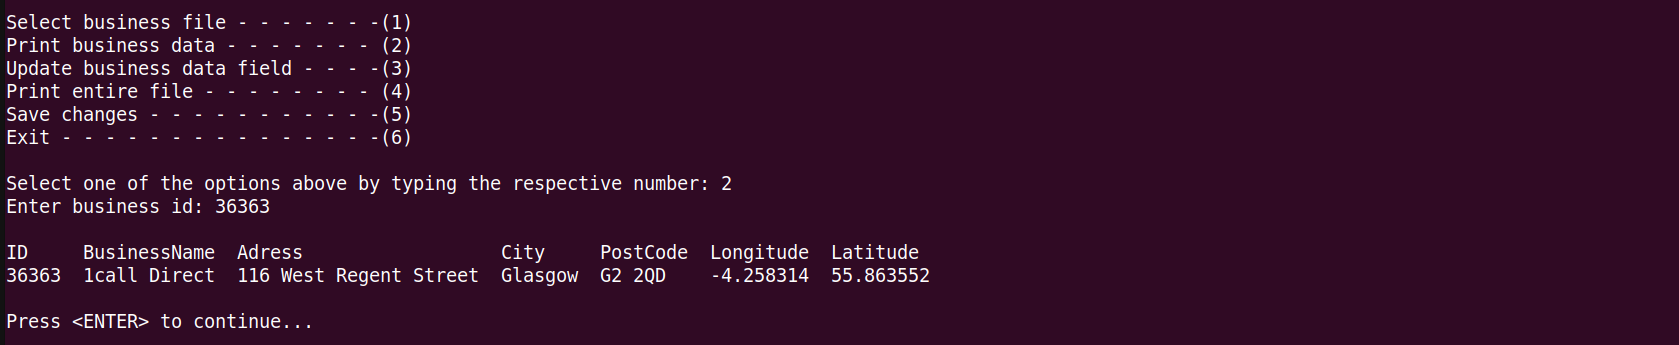 Select business file - - - - - - -(1)
Print business data - - - - - - - (2)
Update business data field - - - -(3)
Print entire file - - - - - - - - (4)
Save changes - - - - - - - - - - -(5)
Exit - - - - - - - - - - - - - - -(6)
Select one of the options above by typing the respective number: 2
Enter business id: 36363
ID     BusinessName  Adress                  City     PostCode  Longitude  Latitude
36363  1call Direct  116 West Regent Street  Glasgow  G2 2QD    -4.258314  55.863552
Press <ENTER> to continue...